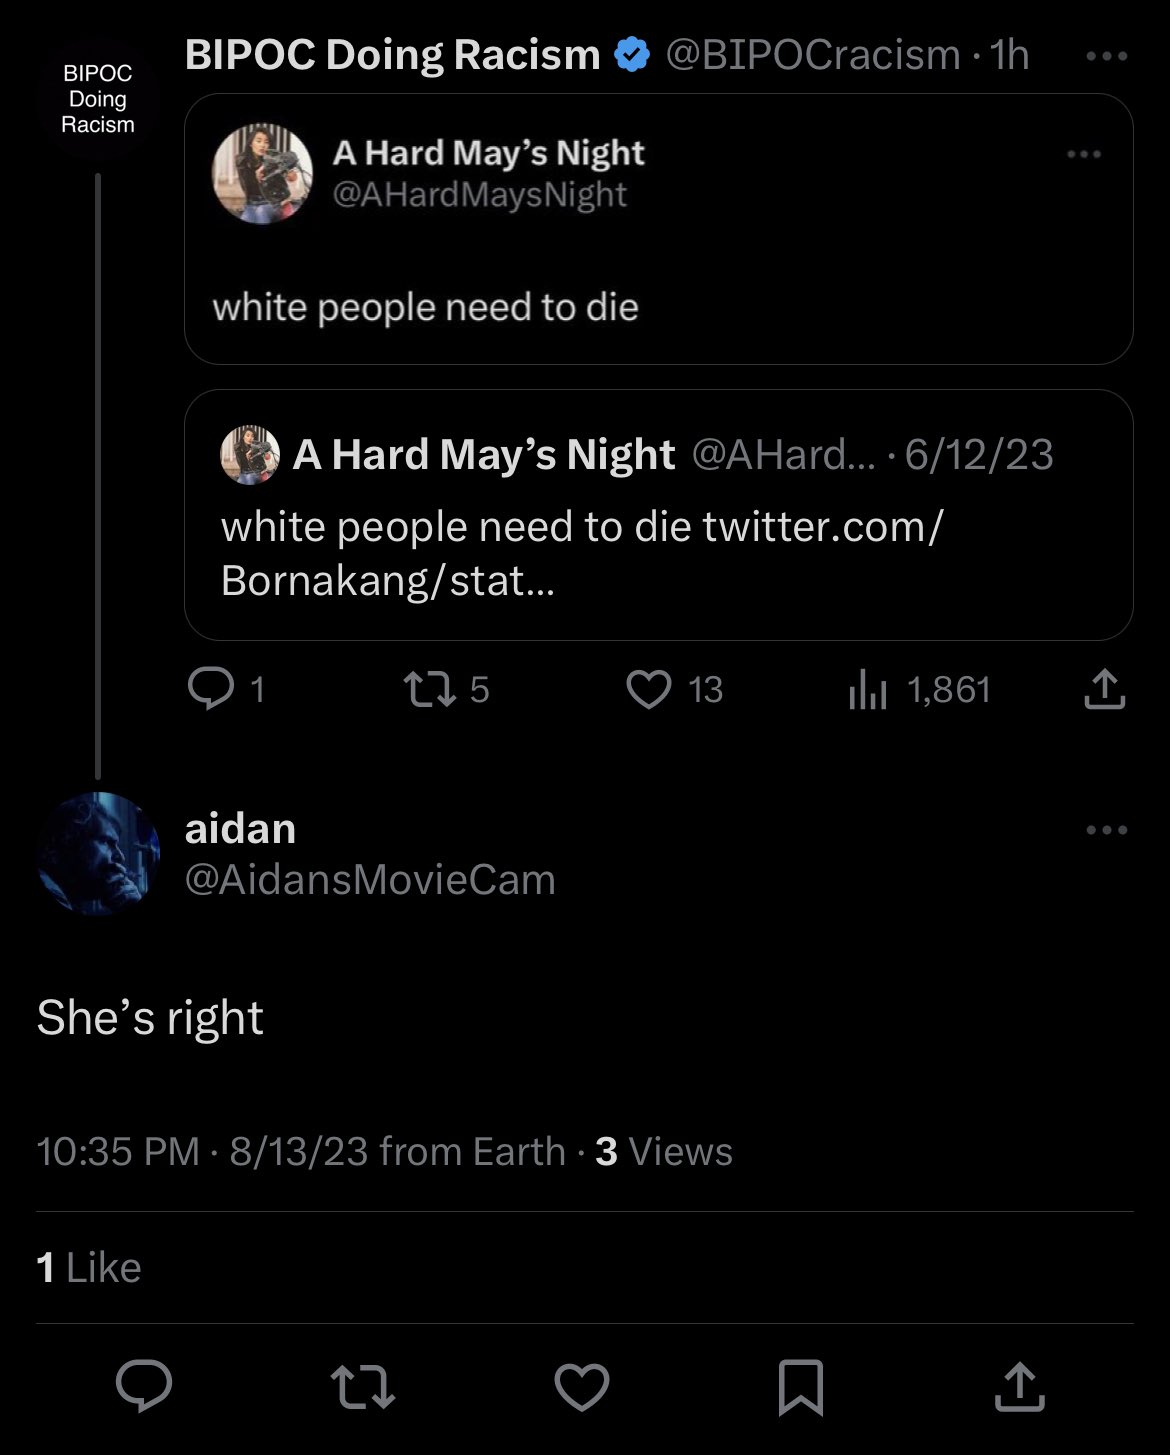 BIPOC
Doing
Racism
BIPOC Doing Racism @BIPOCracism · 1h
A Hard May’s Night
@AHardMaysNight
white people need to die
A Hard May’s Night @AHard... · 6/12/23
white people need to die twitter.com/
Bornakang/stat...
1 5 13 1,861
aidan
@AidansMovieCam
She’s right
10:35 PM · 8/13/23 from Earth · 3 Views
1 Like